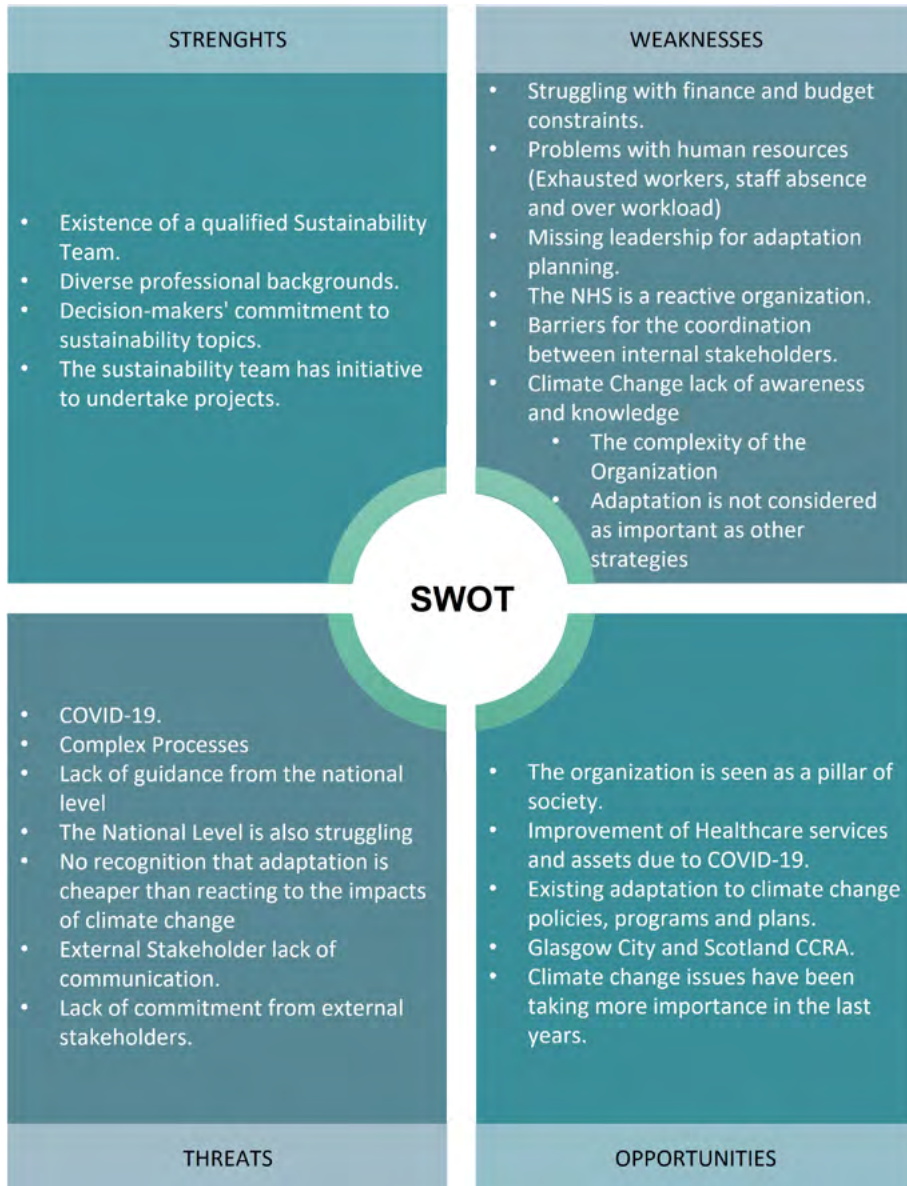 STRENGHTS
• Existence of a qualified Sustainability
Team.
• Diverse professional backgrounds.
• Decision-makers' commitment to
sustainability topics.
• The sustainability team has initiative
to undertake projects.
WEAKNESSES
• Struggling with finance and budget
constraints.
• Problems with human resources
(Exhausted workers, staff absence
and over workload)
• Missing leadership for adaptation
planning.
• The NHS is a reactive organization.
• Barriers for the coordination
between internal stakeholders.
• Climate Change lack of awareness
and knowledge
• The complexity of the
Organization
• Adaptation is not considered
as important as other
strategies
SWOT
• COVID-19.
• Complex Processes
• Lack of guidance from the national
level
• The National Level is also struggling
• No recognition that adaptation is
cheaper than reacting to the impacts
of climate change
• External Stakeholder lack of
communication.
• Lack of commitment from external
stakeholders.
THREATS
• The organization is seen as a pillar of
society.
• Improvement of Healthcare services
and assets due to COVID-19.
• Existing adaptation to climate change
policies, programs and plans.
• Glasgow City and Scotland CCRA.
• Climate change issues have been
taking more importance in the last
years.
OPPORTUNITIES